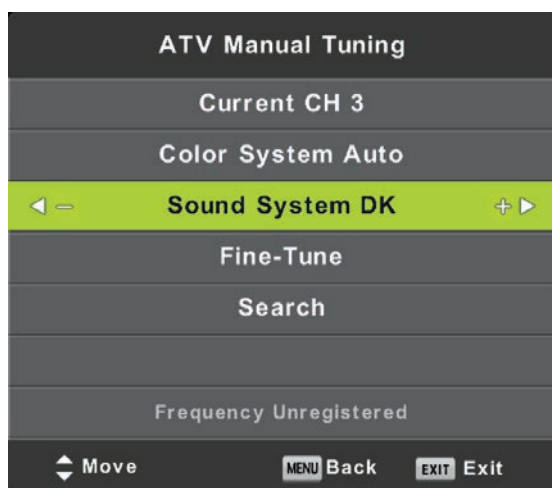 ATV Manual Tuning
Current CH 3
Color System Auto
Sound System DK
Fine-Tune
Search
Frequency Unregistered
Move MENU Back EXIT Exit